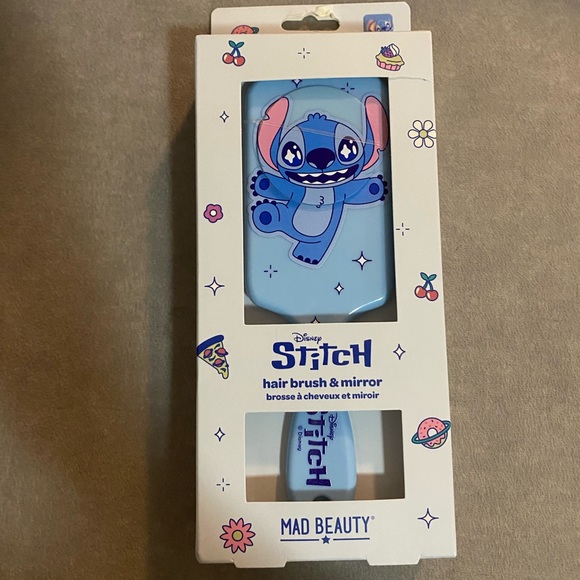 Disney
Stitch
hair brush & mirror
brosse à cheveux et miroir
Disney
Stitch
© Disney
MAD BEAUTY®